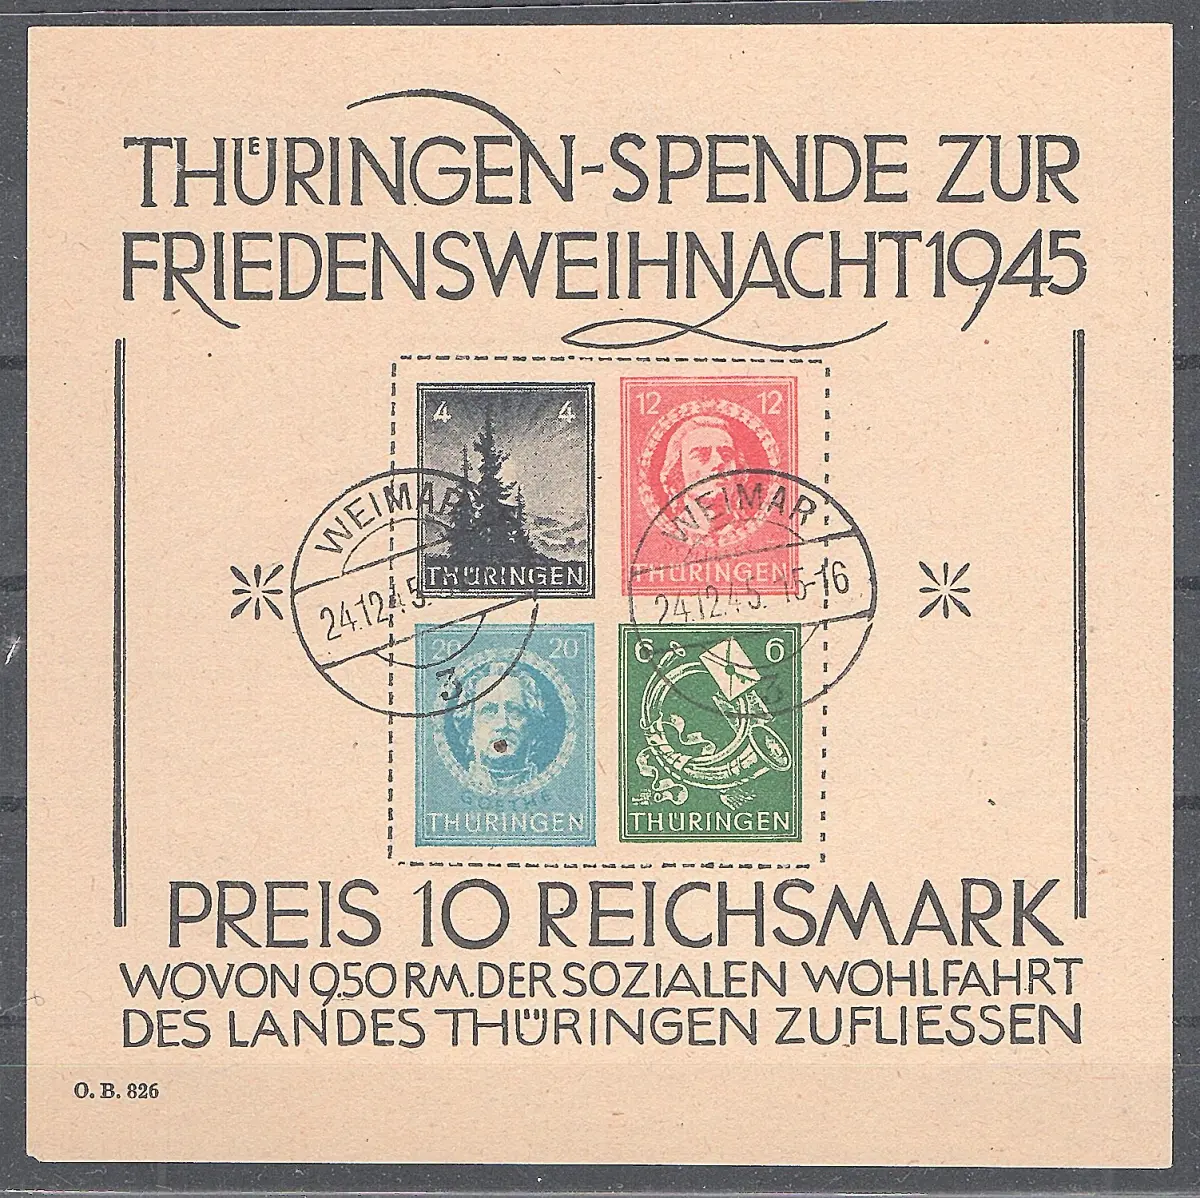 THÜRINGEN-SPENDE ZUR
FRIEDENSWEIHNACHT 1945
4 4
THÜRINGEN
12 12
THÜRINGEN
WEIMAR
24.12.45.
3
WEIMAR
24.12.45. 15-16
3
20 20
GOETHE
THÜRINGEN
6 6
THÜRINGEN
PREIS 10 REICHSMARK
WOVON 9.50 RM. DER SOZIALEN WOHLFAHRT
DES LANDES THÜRINGEN ZUFLIESSEN
O. B. 826